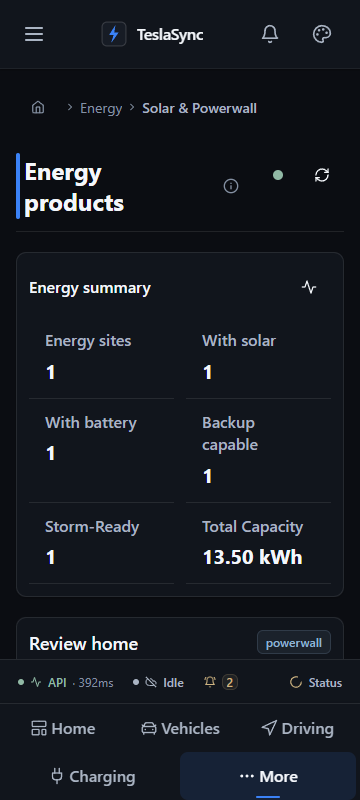 TeslaSync
Energy
Solar & Powerwall
Energy
products
Energy summary
Energy sites
1
With solar
1
With battery
1
Backup
capable
1
Storm-Ready
1
Total Capacity
13.50 kWh
Review home
powerwall
API · 392ms
Idle
2
Status
Home
Vehicles
Driving
Charging
More